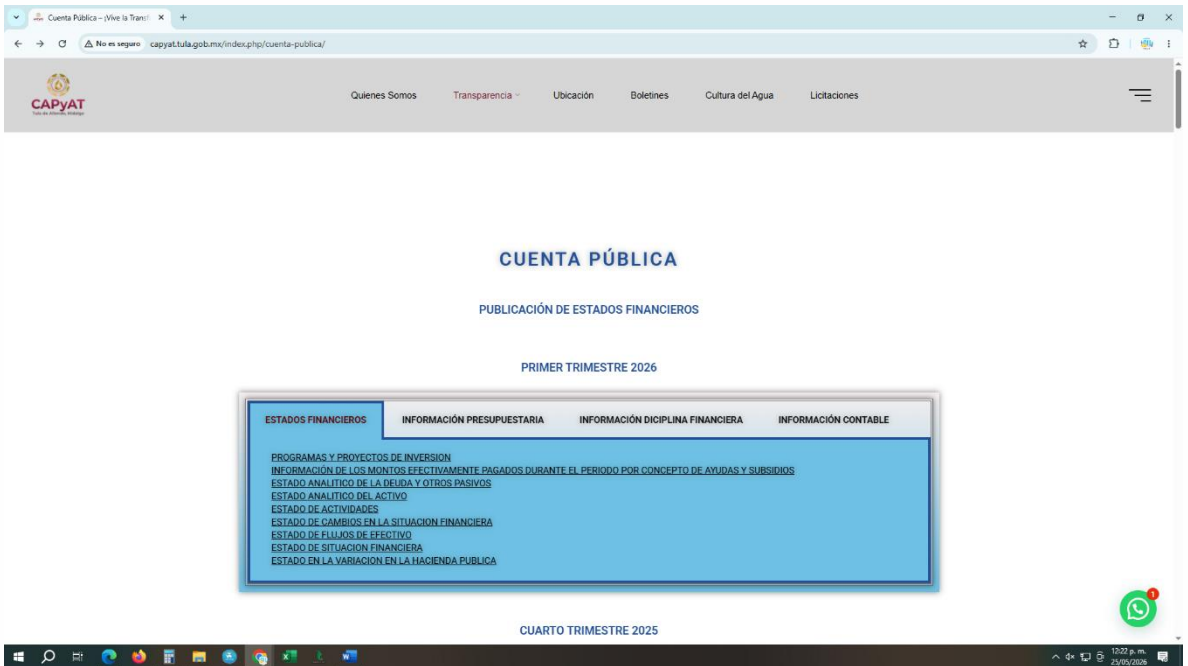 Cuenta Pública – ¡Vive la Trans
No es seguro capyat.tula.gob.mx/index.php/cuenta-publica/
CAPyAT
Tula de Allende, Hidalgo
Quienes Somos Transparencia Ubicación Boletines Cultura del Agua Licitaciones
CUENTA PÚBLICA
PUBLICACIÓN DE ESTADOS FINANCIEROS
PRIMER TRIMESTRE 2026
ESTADOS FINANCIEROS INFORMACIÓN PRESUPUESTARIA INFORMACIÓN DICIPLINA FINANCIERA INFORMACIÓN CONTABLE
PROGRAMAS Y PROYECTOS DE INVERSION
INFORMACIÓN DE LOS MONTOS EFECTIVAMENTE PAGADOS DURANTE EL PERIODO POR CONCEPTO DE AYUDAS Y SUBSIDIOS
ESTADO ANALITICO DE LA DEUDA Y OTROS PASIVOS
ESTADO ANALITICO DEL ACTIVO
ESTADO DE ACTIVIDADES
ESTADO DE CAMBIOS EN LA SITUACION FINANCIERA
ESTADO DE FLUJOS DE EFECTIVO
ESTADO DE SITUACION FINANCIERA
ESTADO EN LA VARIACION EN LA HACIENDA PUBLICA
1
CUARTO TRIMESTRE 2025
12:22 p. m.
25/05/2026